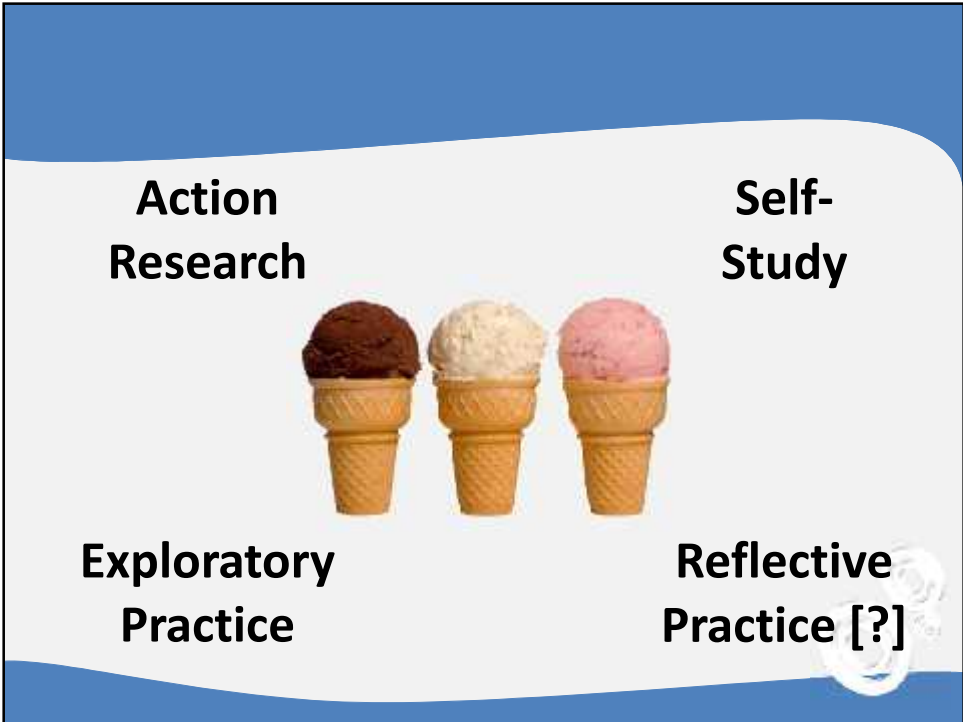 Action
Research
Self-
Study
Exploratory
Practice
Reflective
Practice [?]